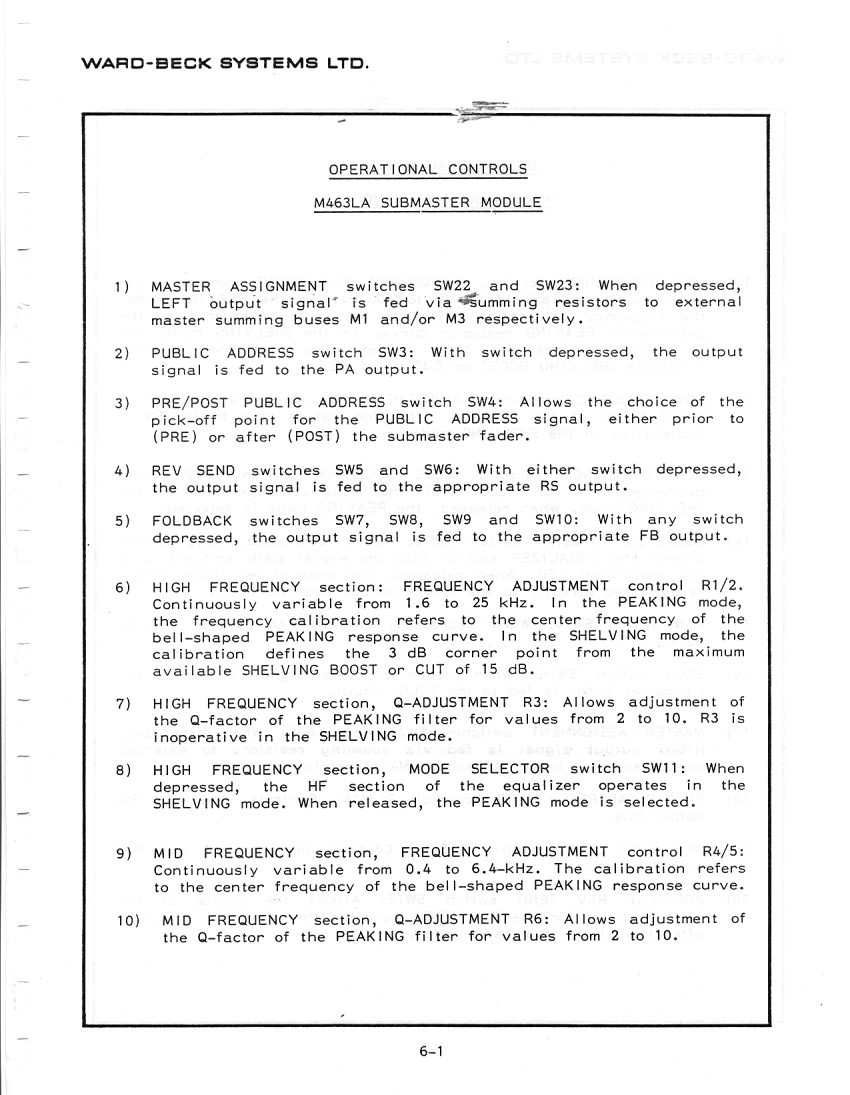 WARD-BECK SYSTEMS LTD.
OPERATIONAL CONTROLS
M463LA SUBMASTER MODULE
1) MASTER ASSIGNMENT switches SW22 and SW23: When depressed,
LEFT output signal is fed via summing resistors to external
master summing buses M1 and/or M3 respectively.
2) PUBLIC ADDRESS switch SW3: With switch depressed, the output
signal is fed to the PA output.
3) PRE/POST PUBLIC ADDRESS switch SW4: Allows the choice of the
pick-off point for the PUBLIC ADDRESS signal, either prior to
(PRE) or after (POST) the submaster fader.
4) REV SEND switches SW5 and SW6: With either switch depressed,
the output signal is fed to the appropriate RS output.
5) FOLDBACK switches SW7, SW8, SW9 and SW10: With any switch
depressed, the output signal is fed to the appropriate FB output.
6) HIGH FREQUENCY section: FREQUENCY ADJUSTMENT control R1/2.
Continuously variable from 1.6 to 25 kHz. In the PEAKING mode,
the frequency calibration refers to the center frequency of the
bell-shaped PEAKING response curve. In the SHELVING mode, the
calibration defines the 3 dB corner point from the maximum
available SHELVING BOOST or CUT of 15 dB.
7) HIGH FREQUENCY section, Q-ADJUSTMENT R3: Allows adjustment of
the Q-factor of the PEAKING filter for values from 2 to 10. R3 is
inoperative in the SHELVING mode.
8) HIGH FREQUENCY section, MODE SELECTOR switch SW11: When
depressed, the HF section of the equalizer operates in the
SHELVING mode. When released, the PEAKING mode is selected.
9) MID FREQUENCY section, FREQUENCY ADJUSTMENT control R4/5:
Continuously variable from 0.4 to 6.4-kHz. The calibration refers
to the center frequency of the bell-shaped PEAKING response curve.
10) MID FREQUENCY section, Q-ADJUSTMENT R6: Allows adjustment of
the Q-factor of the PEAKING filter for values from 2 to 10.
6-1